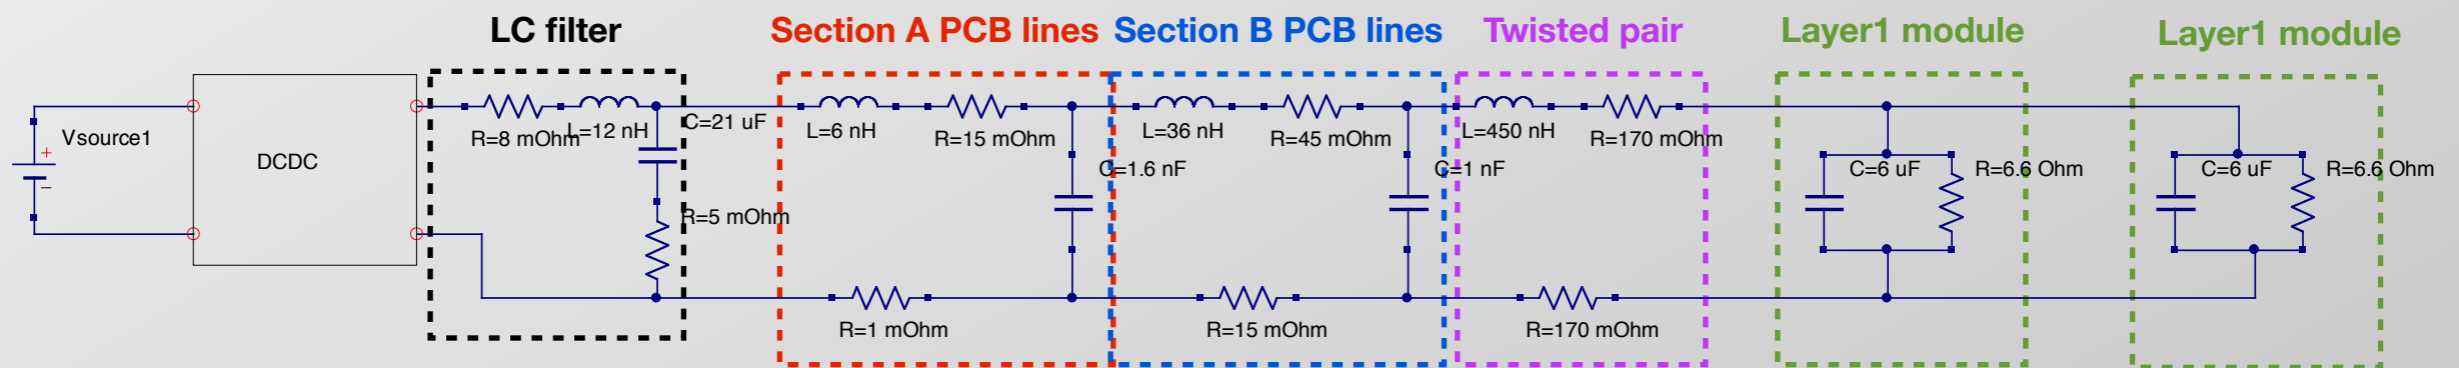 LC filter
Section A PCB lines
Section B PCB lines
Twisted pair
Layer1 module
Layer1 module
Vsource1
+
−
DCDC
R=8 mOhm
L=12 nH
C=21 uF
R=5 mOhm
L=6 nH
R=15 mOhm
C=1.6 nF
R=1 mOhm
L=36 nH
R=45 mOhm
C=1 nF
R=15 mOhm
L=450 nH
R=170 mOhm
R=170 mOhm
C=6 uF
R=6.6 Ohm
C=6 uF
R=6.6 Ohm